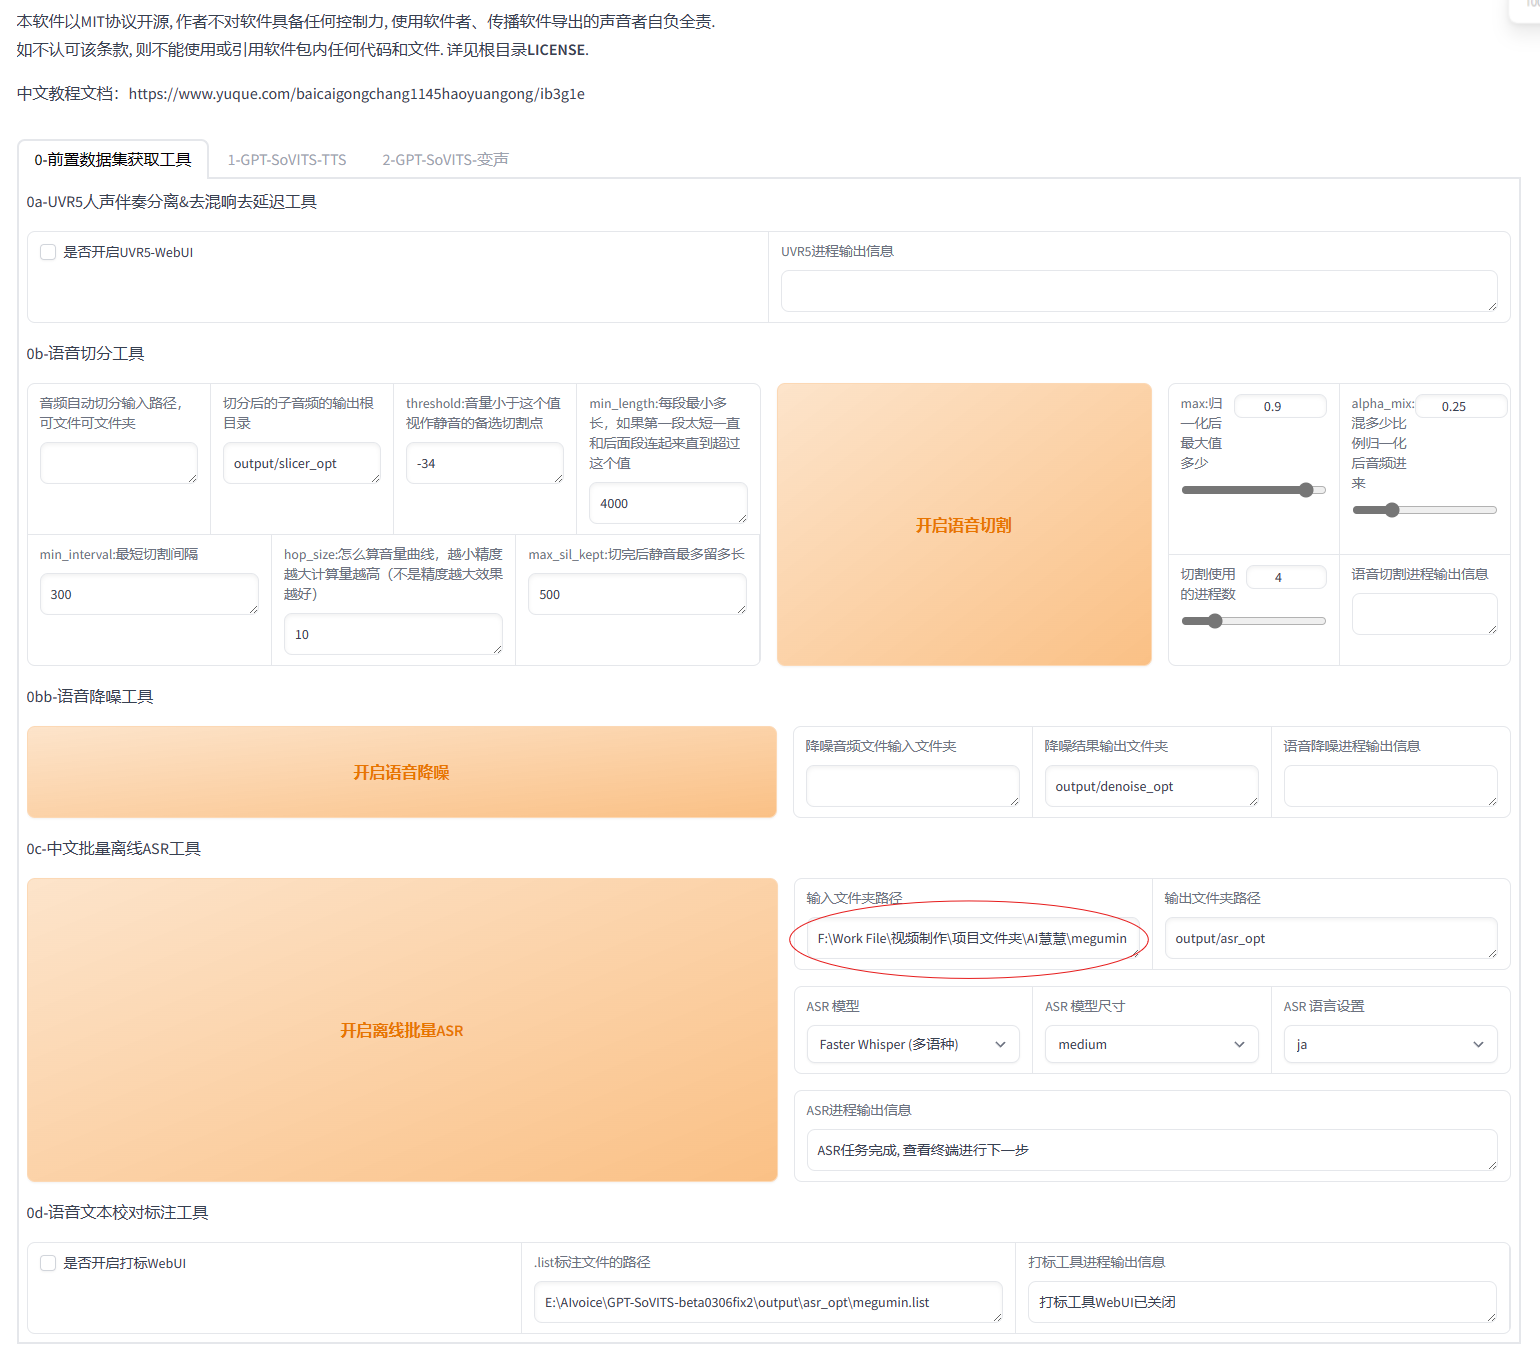 本软件以MIT协议开源, 作者不对软件具备任何控制力, 使用软件者、传播软件导出的声音者自负全责.
如不认可该条款, 则不能使用或引用软件包内任何代码和文件. 详见根目录LICENSE.
中文教程文档：https://www.yuque.com/baicaigongchang1145haoyuangong/ib3g1e
0-前置数据集获取工具
1-GPT-SoVITS-TTS
2-GPT-SoVITS-变声
0a-UVR5人声伴奏分离&去混响去延迟工具
是否开启UVR5-WebUI
UVR5进程输出信息
0b-语音切分工具
音频自动切分输入路径，
可文件可文件夹
切分后的子音频的输出根
目录
output/slicer_opt
threshold:音量小于这个值
视作静音的备选切割点
-34
min_length:每段最小多
长，如果第一段太短一直
和后面段连起来直到超过
这个值
4000
min_interval:最短切割间隔
300
hop_size:怎么算音量曲线，越小精度
越大计算量越高（不是精度越大效果
越好）
10
max_sil_kept:切完后静音最多留多长
500
开启语音切割
max:归
一化后
最大值
多少
0.9
alpha_mix:
混多少比
例归一化
后音频进
来
0.25
切割使用
的进程数
4
语音切割进程输出信息
0bb-语音降噪工具
开启语音降噪
降噪音频文件输入文件夹
降噪结果输出文件夹
output/denoise_opt
语音降噪进程输出信息
0c-中文批量离线ASR工具
开启离线批量ASR
输入文件夹路径
F:\Work File\视频制作\项目文件夹\AI慧慧\megumin
输出文件夹路径
output/asr_opt
ASR 模型
Faster Whisper (多语种)
ASR 模型尺寸
medium
ASR 语言设置
ja
ASR进程输出信息
ASR任务完成, 查看终端进行下一步
0d-语音文本校对标注工具
是否开启打标WebUI
.list标注文件的路径
E:\AIvoice\GPT-SoVITS-beta0306fix2\output\asr_opt\megumin.list
打标工具进程输出信息
打标工具WebUI已关闭